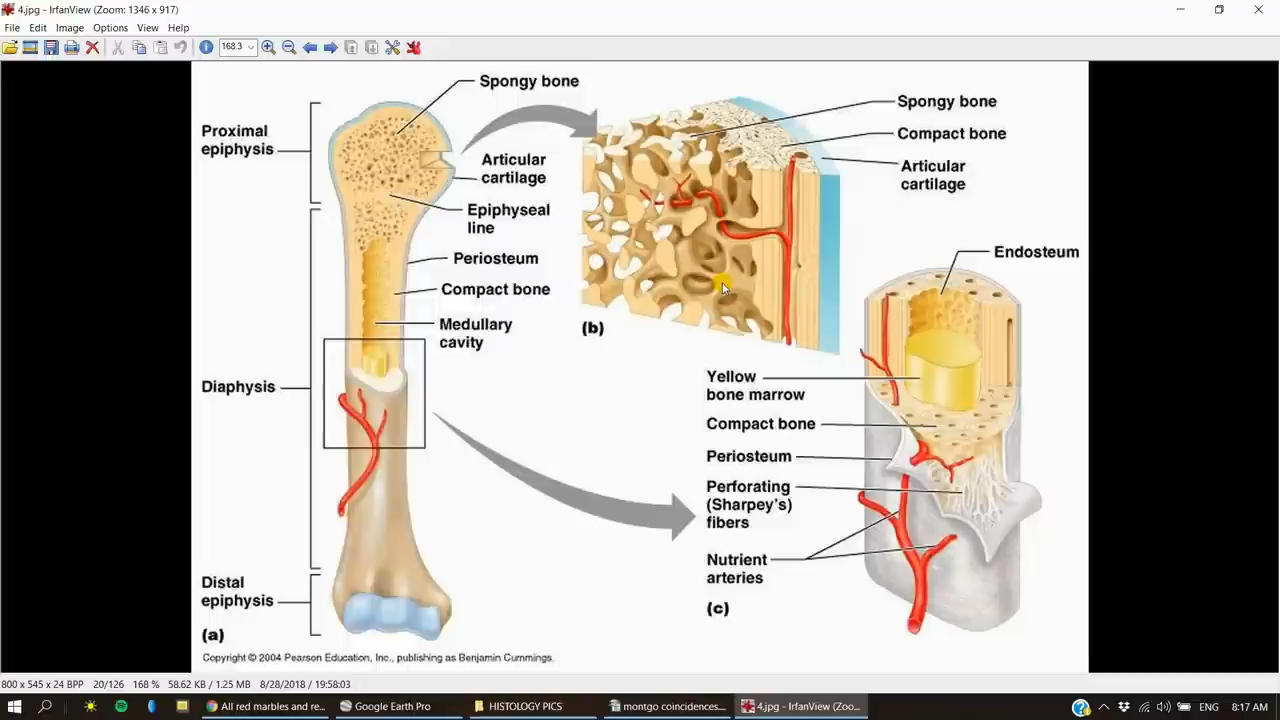 4.jpg - IrfanView (Zoom: 1346 x 917)
File Edit Image Options View Help
168.3
Spongy bone
Proximal
epiphysis
Articular
cartilage
Epiphyseal
line
Periosteum
Compact bone
Medullary
cavity
Diaphysis
Distal
epiphysis
(a)
Spongy bone
Compact bone
Articular
cartilage
(b)
Endosteum
Yellow
bone marrow
Compact bone
Periosteum
Perforating
(Sharpey's)
fibers
Nutrient
arteries
(c)
Copyright © 2004 Pearson Education, Inc., publishing as Benjamin Cummings.
800 x 545 x 24 BPP 20/126 168 % 58.62 KB / 1.25 MB 8/28/2018 / 19:58:03
All red marbles and re... Google Earth Pro HISTOLOGY PICS montgo coincidences... 4.jpg - IrfanView (Zoo... ENG 8:17 AM